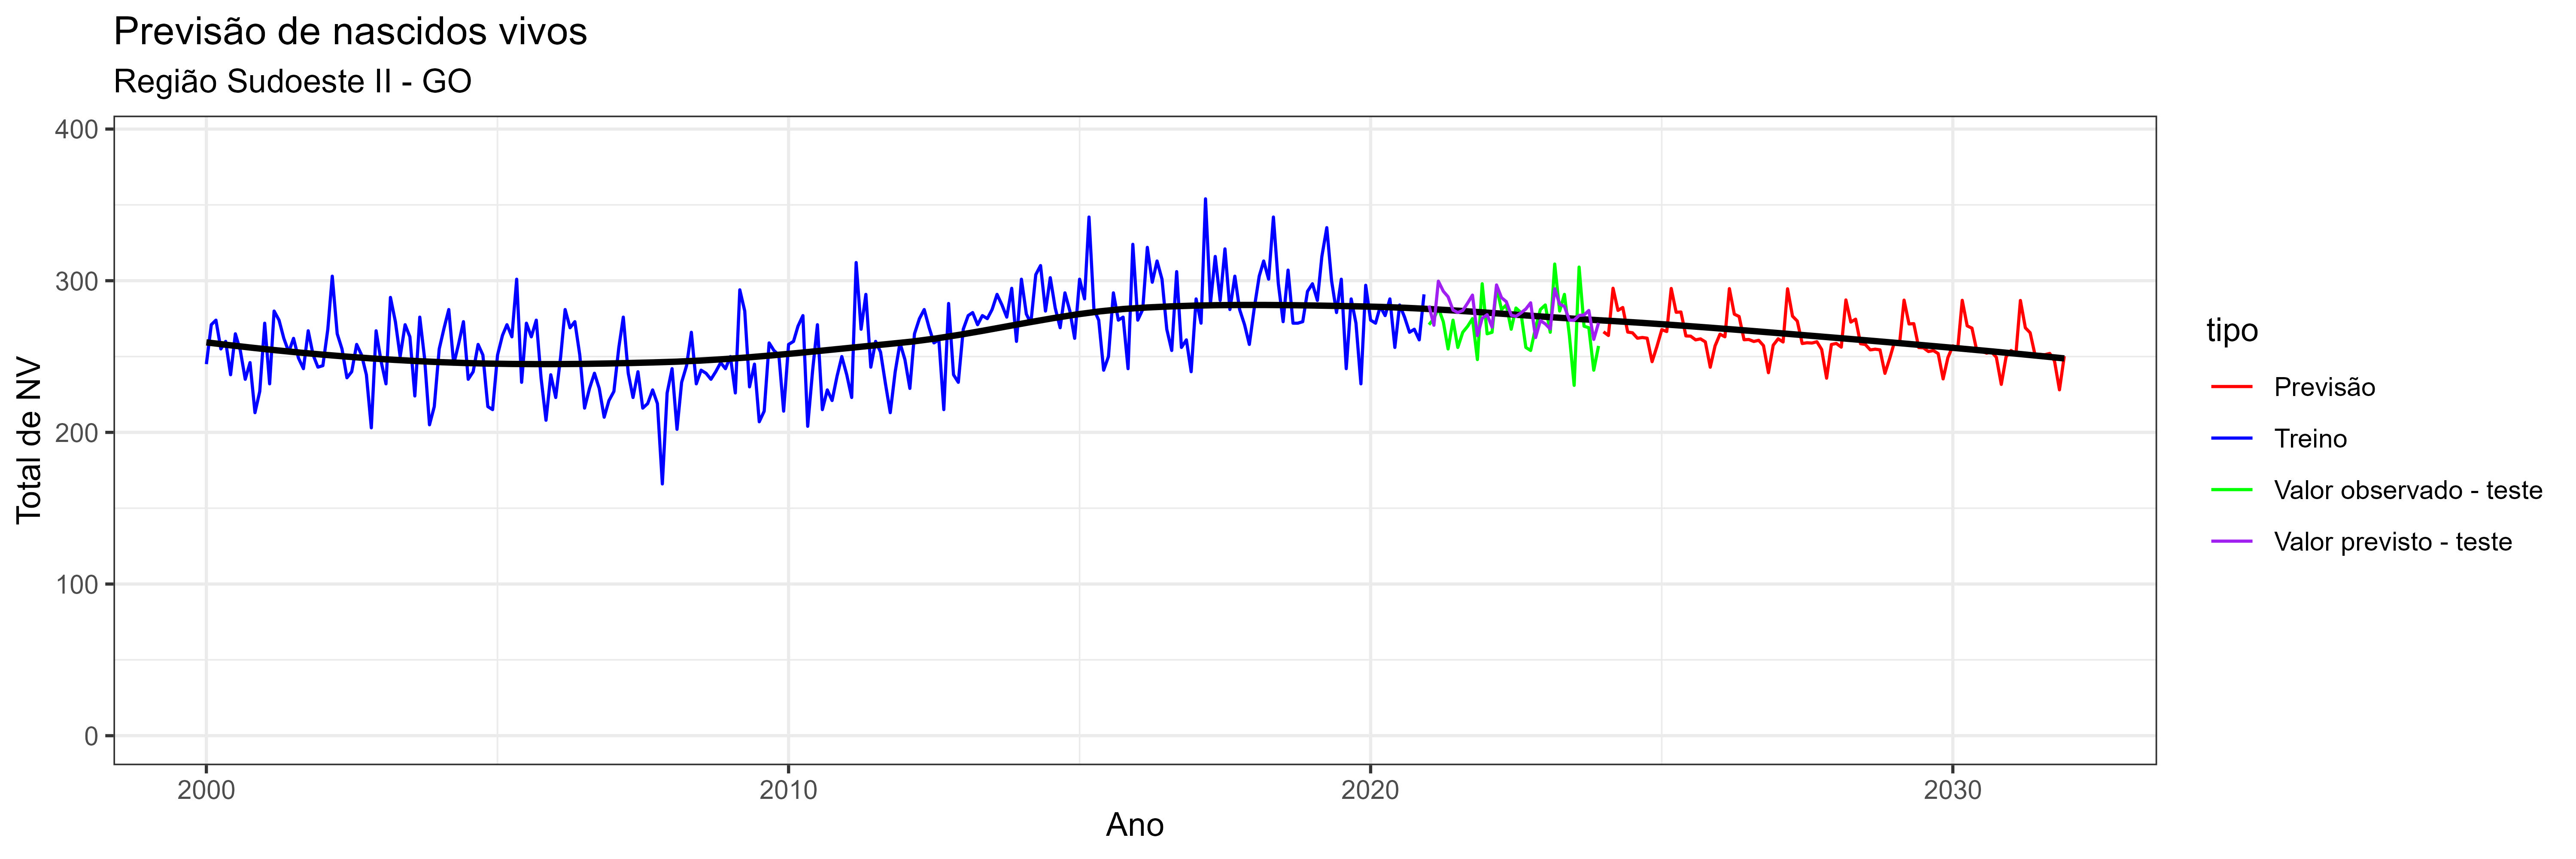 Previsão de nascidos vivos
Região Sudoeste II - GO
Total de NV
400
300
200
100
0
2000
2010
2020
2030
Ano
tipo
Previsão
Treino
Valor observado - teste
Valor previsto - teste